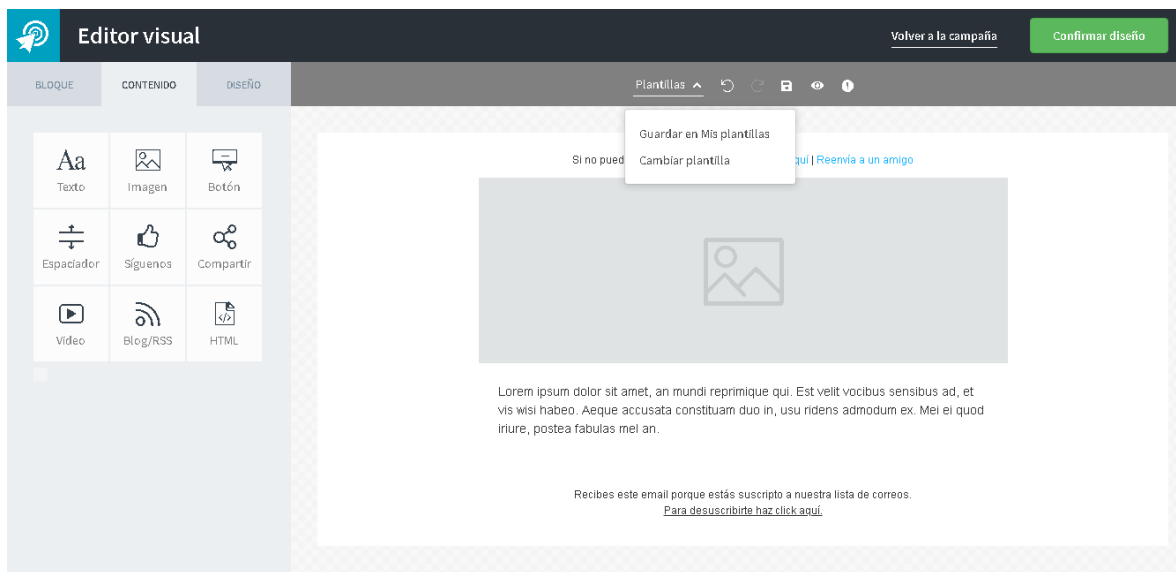 Editor visual
Volver a la campaña
Confirmar diseño
BLOQUE
CONTENIDO
DISEÑO
Plantillas
Guardar en Mis plantillas
Cambiar plantilla
Si no pued
quí | Reenvía a un amigo
Aa
Texto
Imagen
Botón
Espaciador
Síguenos
Compartir
Video
Blog/RSS
HTML
Lorem ipsum dolor sit amet, an mundi reprimique qui. Est velit vocibus sensibus ad, et
vis wisi habeo. Aeque accusata constituam duo in, usu ridens admodum ex. Mei ei quod
iriure, postea fabulas mel an.
Recibes este email porque estás suscripto a nuestra lista de correos.
Para desuscribirte haz click aquí.